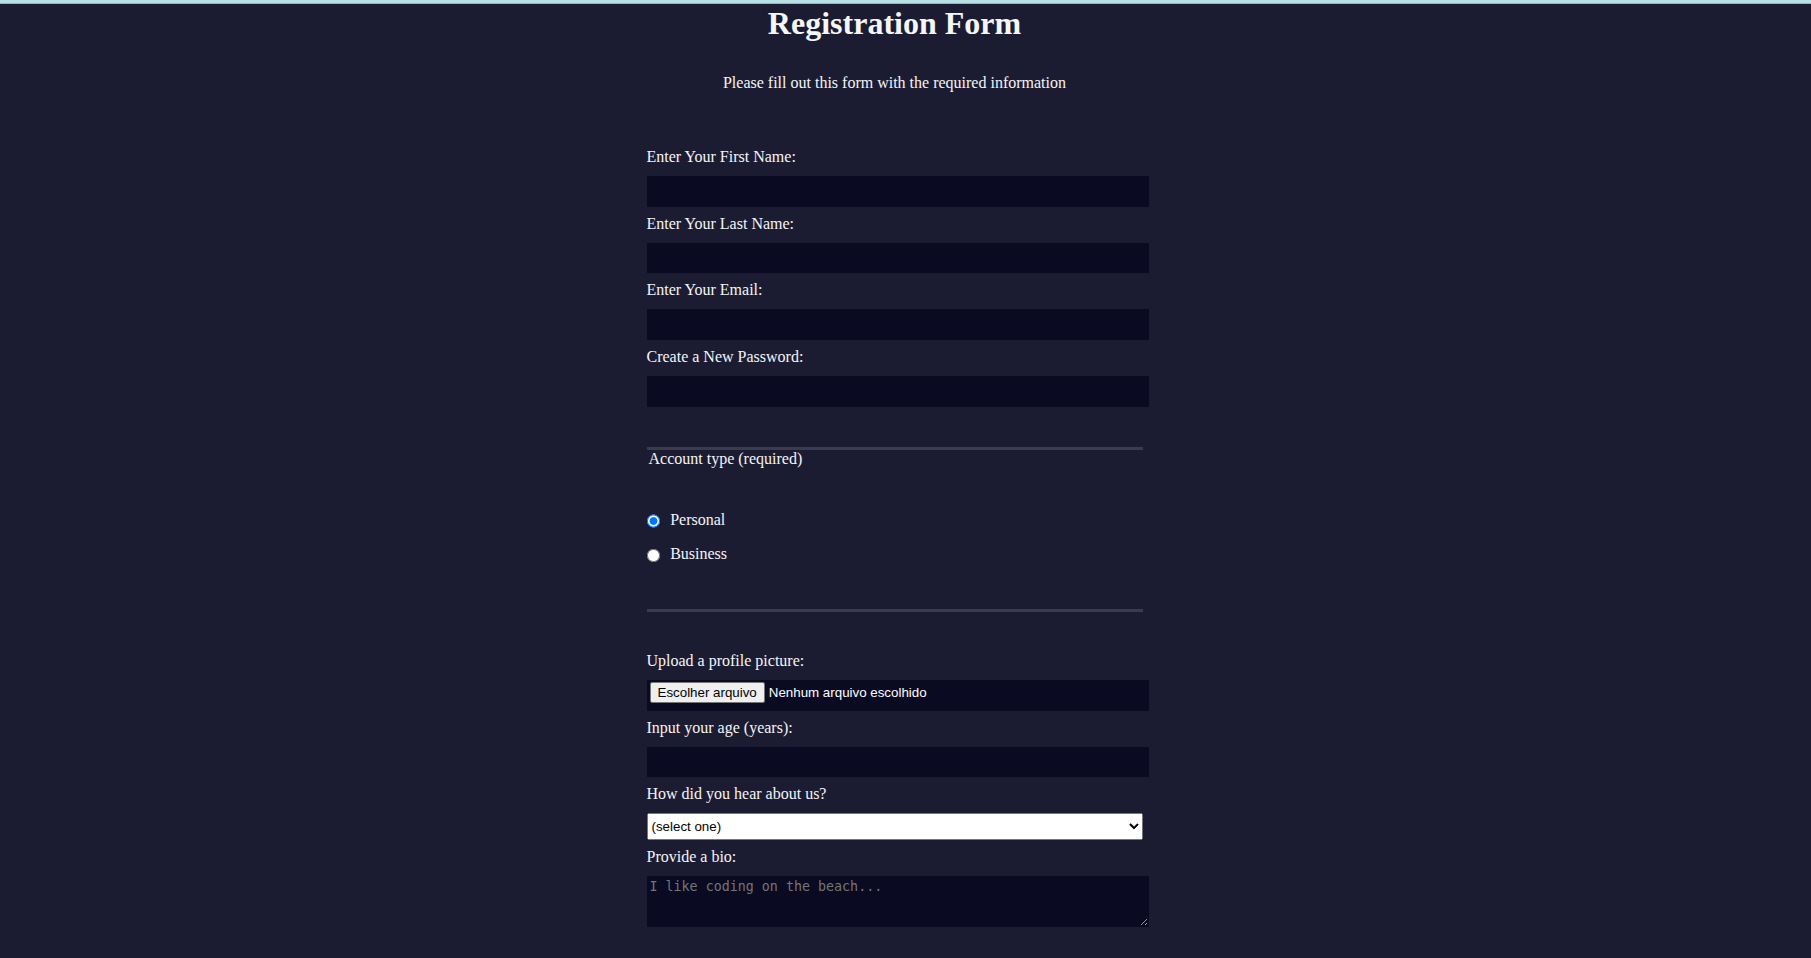 Registration Form
Please fill out this form with the required information
Enter Your First Name:
Enter Your Last Name:
Enter Your Email:
Create a New Password:
Account type (required)
Personal
Business
Upload a profile picture:
Escolher arquivo Nenhum arquivo escolhido
Input your age (years):
How did you hear about us?
(select one)
Provide a bio:
I like coding on the beach...